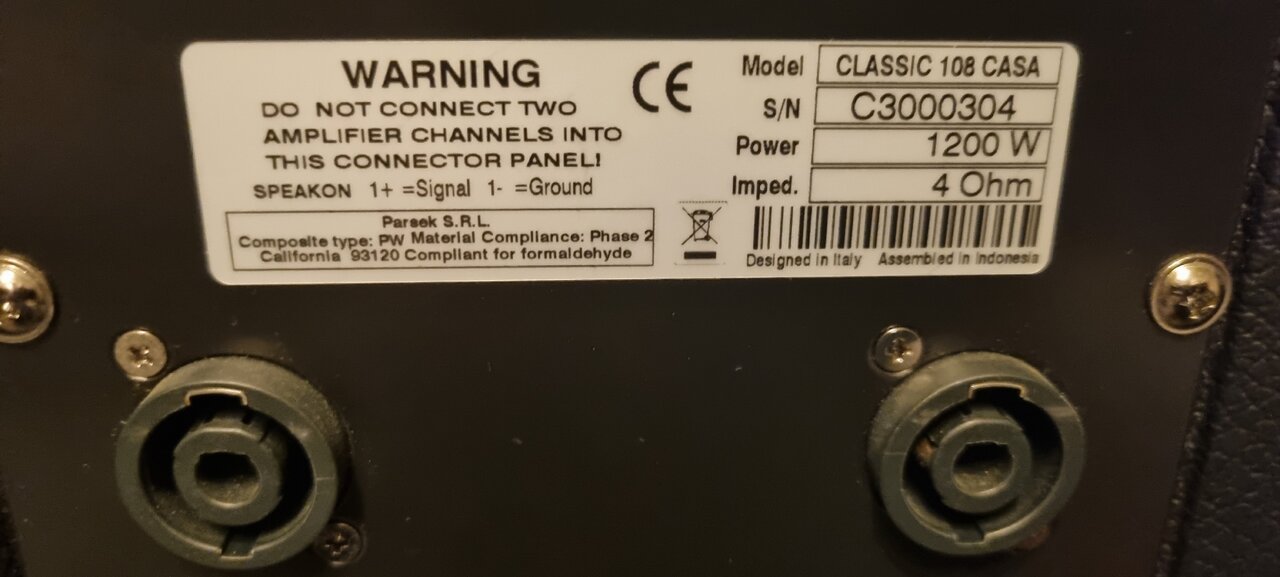 WARNING
DO NOT CONNECT TWO
AMPLIFIER CHANNELS INTO
THIS CONNECTOR PANEL!
SPEAKON 1+ =Signal 1- =Ground
Parsek S.R.L.
Composite type: PW Material Compliance: Phase 2
California 93120 Compliant for formaldehyde
CE
Model CLASSIC 108 CASA
S/N C3000304
Power 1200 W
Imped. 4 Ohm
Designed in Italy Assembled in Indonesia